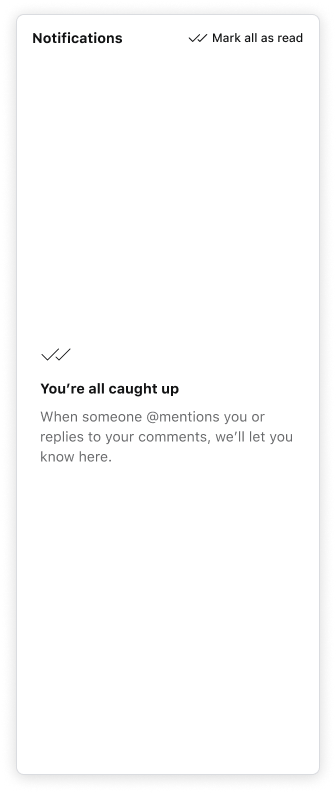 Notifications
Mark all as read
You’re all caught up
When someone @mentions you or
replies to your comments, we’ll let you
know here.